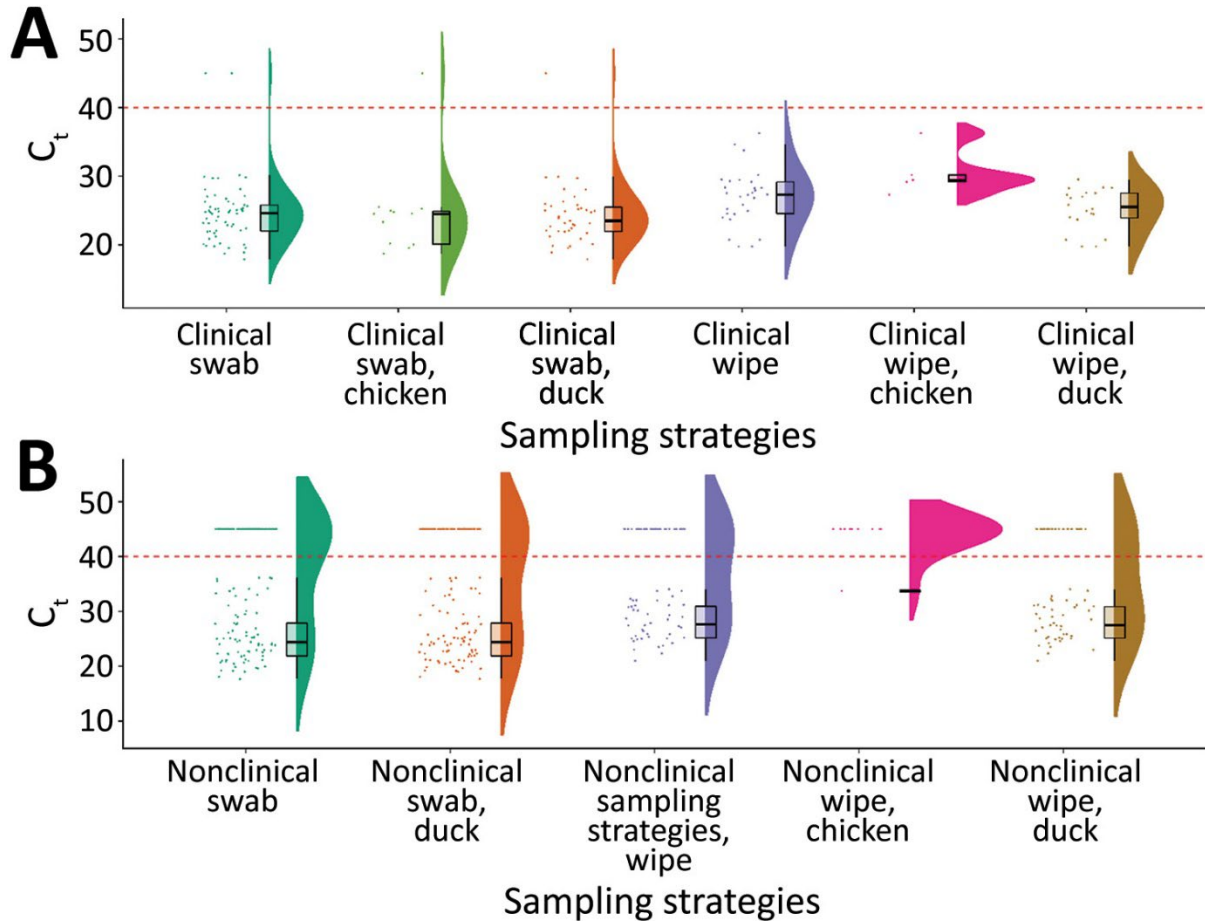 A
50
40
30
20
Ct
Clinical swab
Clinical swab, chicken
Clinical swab, duck
Clinical wipe
Clinical wipe, chicken
Clinical wipe, duck
Sampling strategies
B
50
40
30
20
10
Ct
Nonclinical swab
Nonclinical swab, duck
Nonclinical sampling strategies, wipe
Nonclinical wipe, chicken
Nonclinical wipe, duck
Sampling strategies